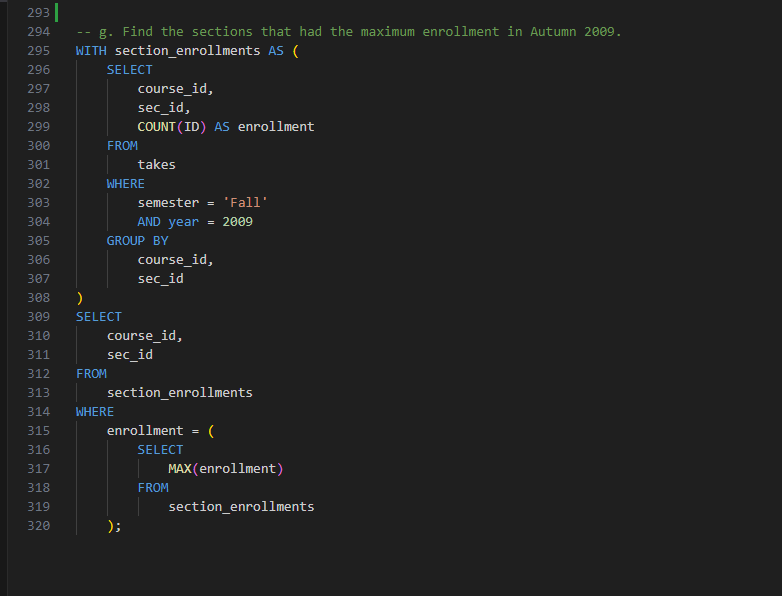 293
294 -- g. Find the sections that had the maximum enrollment in Autumn 2009.
295 WITH section_enrollments AS (
296     SELECT
297         course_id,
298         sec_id,
299         COUNT(ID) AS enrollment
300     FROM
301         takes
302     WHERE
303         semester = 'Fall'
304         AND year = 2009
305     GROUP BY
306         course_id,
307         sec_id
308 )
309 SELECT
310     course_id,
311     sec_id
312 FROM
313     section_enrollments
314 WHERE
315     enrollment = (
316         SELECT
317             MAX(enrollment)
318         FROM
319             section_enrollments
320     );